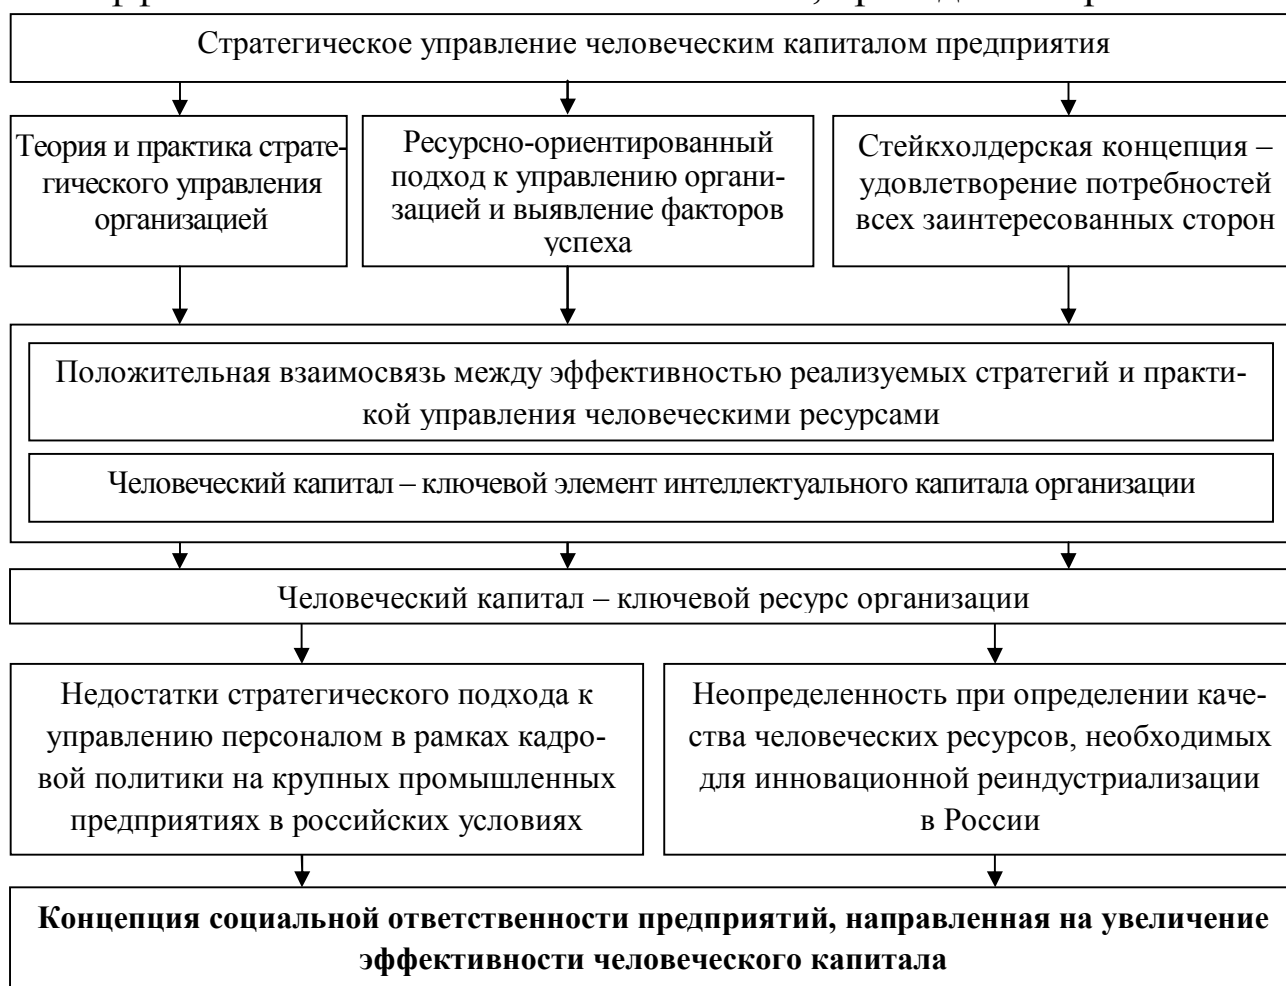 Стратегическое управление человеческим капиталом предприятия
Теория и практика страте-
гического управления
организацией
Ресурсно-ориентированный
подход к управлению органи-
зацией и выявление факторов
успеха
Стейкхолдерская концепция –
удовлетворение потребностей
всех заинтересованных сторон
Положительная взаимосвязь между эффективностью реализуемых стратегий и практи-
кой управления человеческими ресурсами
Человеческий капитал – ключевой элемент интеллектуального капитала организации
Человеческий капитал – ключевой ресурс организации
Недостатки стратегического подхода к
управлению персоналом в рамках кадро-
вой политики на крупных промышленных
предприятиях в российских условиях
Неопределенность при определении каче-
ства человеческих ресурсов, необходимых
для инновационной реиндустриализации
в России
Концепция социальной ответственности предприятий, направленная на увеличение
эффективности человеческого капитала